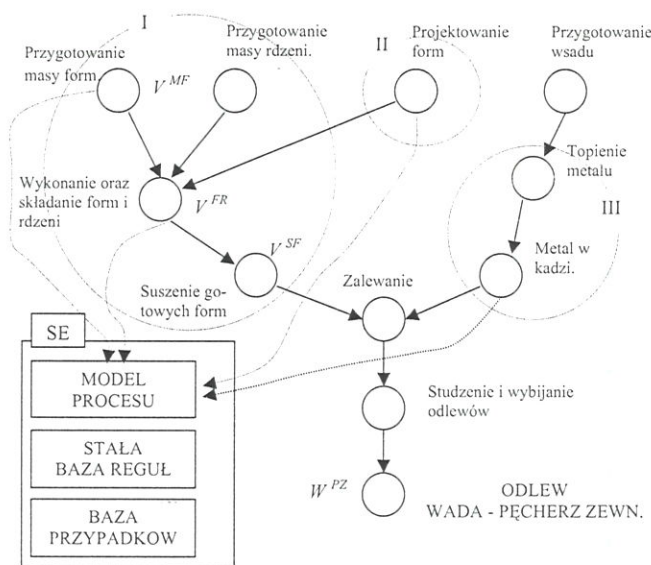 I
Przygotowanie
masy form.
Przygotowanie
masy rdzeni.
II
Projektowanie
form
Przygotowanie
wsadu
V^MF
Topienie
metalu
Wykonanie oraz
składanie form i
rdzeni
V^FR
III
V^SF
Metal w
kadzi.
Suszenie go-
towych form
Zalewanie
SE
MODEL
PROCESU
Studzenie i wybijanie
odlewów
STAŁA
BAZA REGUŁ
W^PZ
ODLEW
WADA - PĘCHERZ ZEWN.
BAZA
PRZYPADKOW